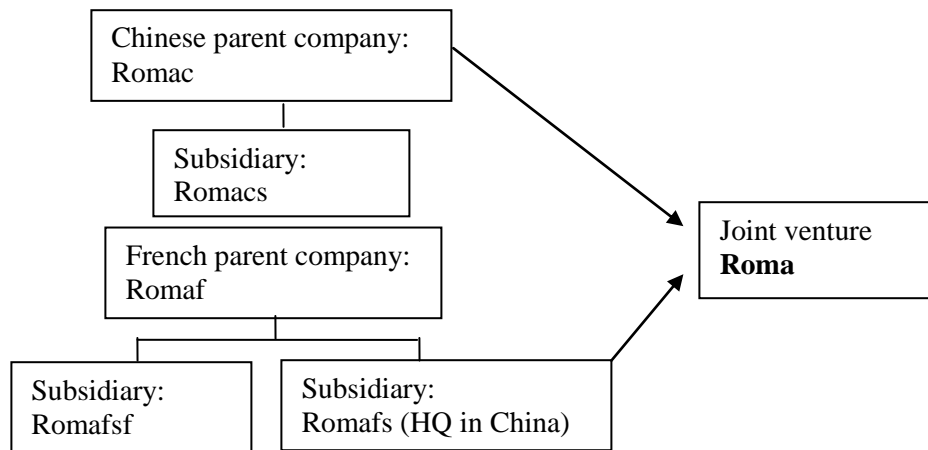 Chinese parent company:
Romac
Subsidiary:
Romacs
French parent company:
Romaf
Joint venture
Roma
Subsidiary:
Romafsf
Subsidiary:
Romafs (HQ in China)